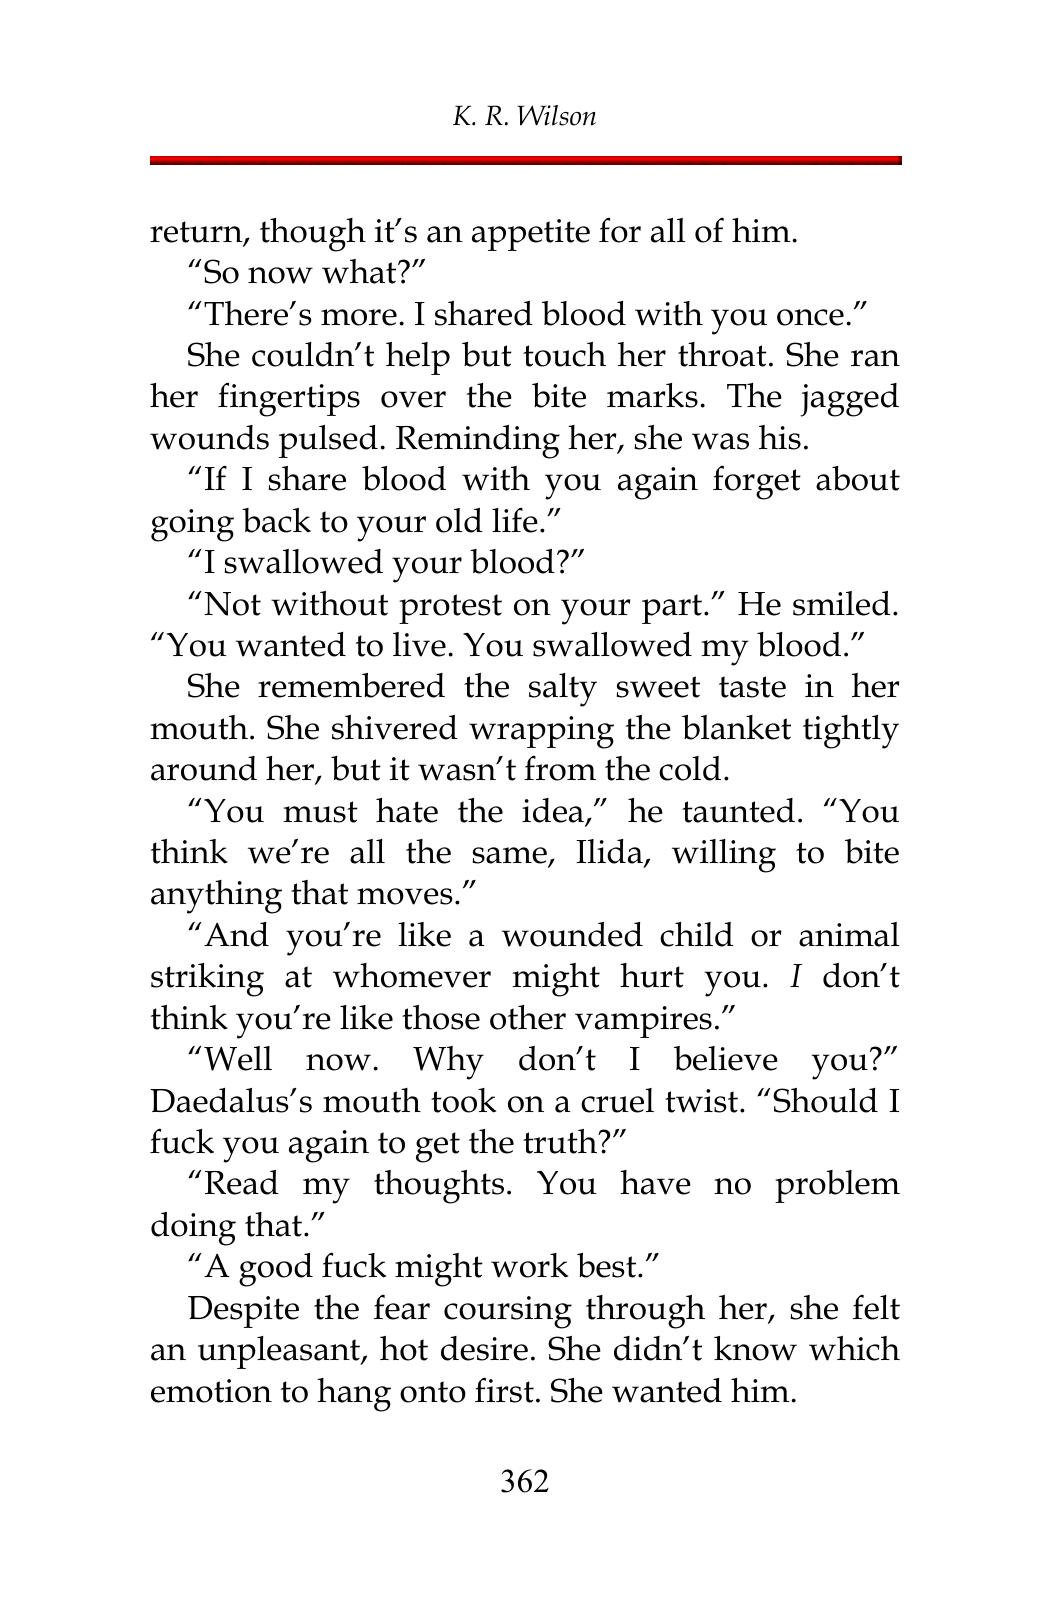 K. R. Wilson
return, though it’s an appetite for all of him.
“So now what?”
“There’s more. I shared blood with you once.”
She couldn’t help but touch her throat. She ran
her fingertips over the bite marks. The jagged
wounds pulsed. Reminding her, she was his.
“If I share blood with you again forget about
going back to your old life.”
“I swallowed your blood?”
“Not without protest on your part.” He smiled.
“You wanted to live. You swallowed my blood.”
She remembered the salty sweet taste in her
mouth. She shivered wrapping the blanket tightly
around her, but it wasn’t from the cold.
“You must hate the idea,” he taunted. “You
think we’re all the same, Ilida, willing to bite
anything that moves.”
“And you’re like a wounded child or animal
striking at whomever might hurt you. I don’t
think you’re like those other vampires.”
“Well now. Why don’t I believe you?”
Daedalus’s mouth took on a cruel twist. “Should I
fuck you again to get the truth?”
“Read my thoughts. You have no problem
doing that.”
“A good fuck might work best.”
Despite the fear coursing through her, she felt
an unpleasant, hot desire. She didn’t know which
emotion to hang onto first. She wanted him.
362